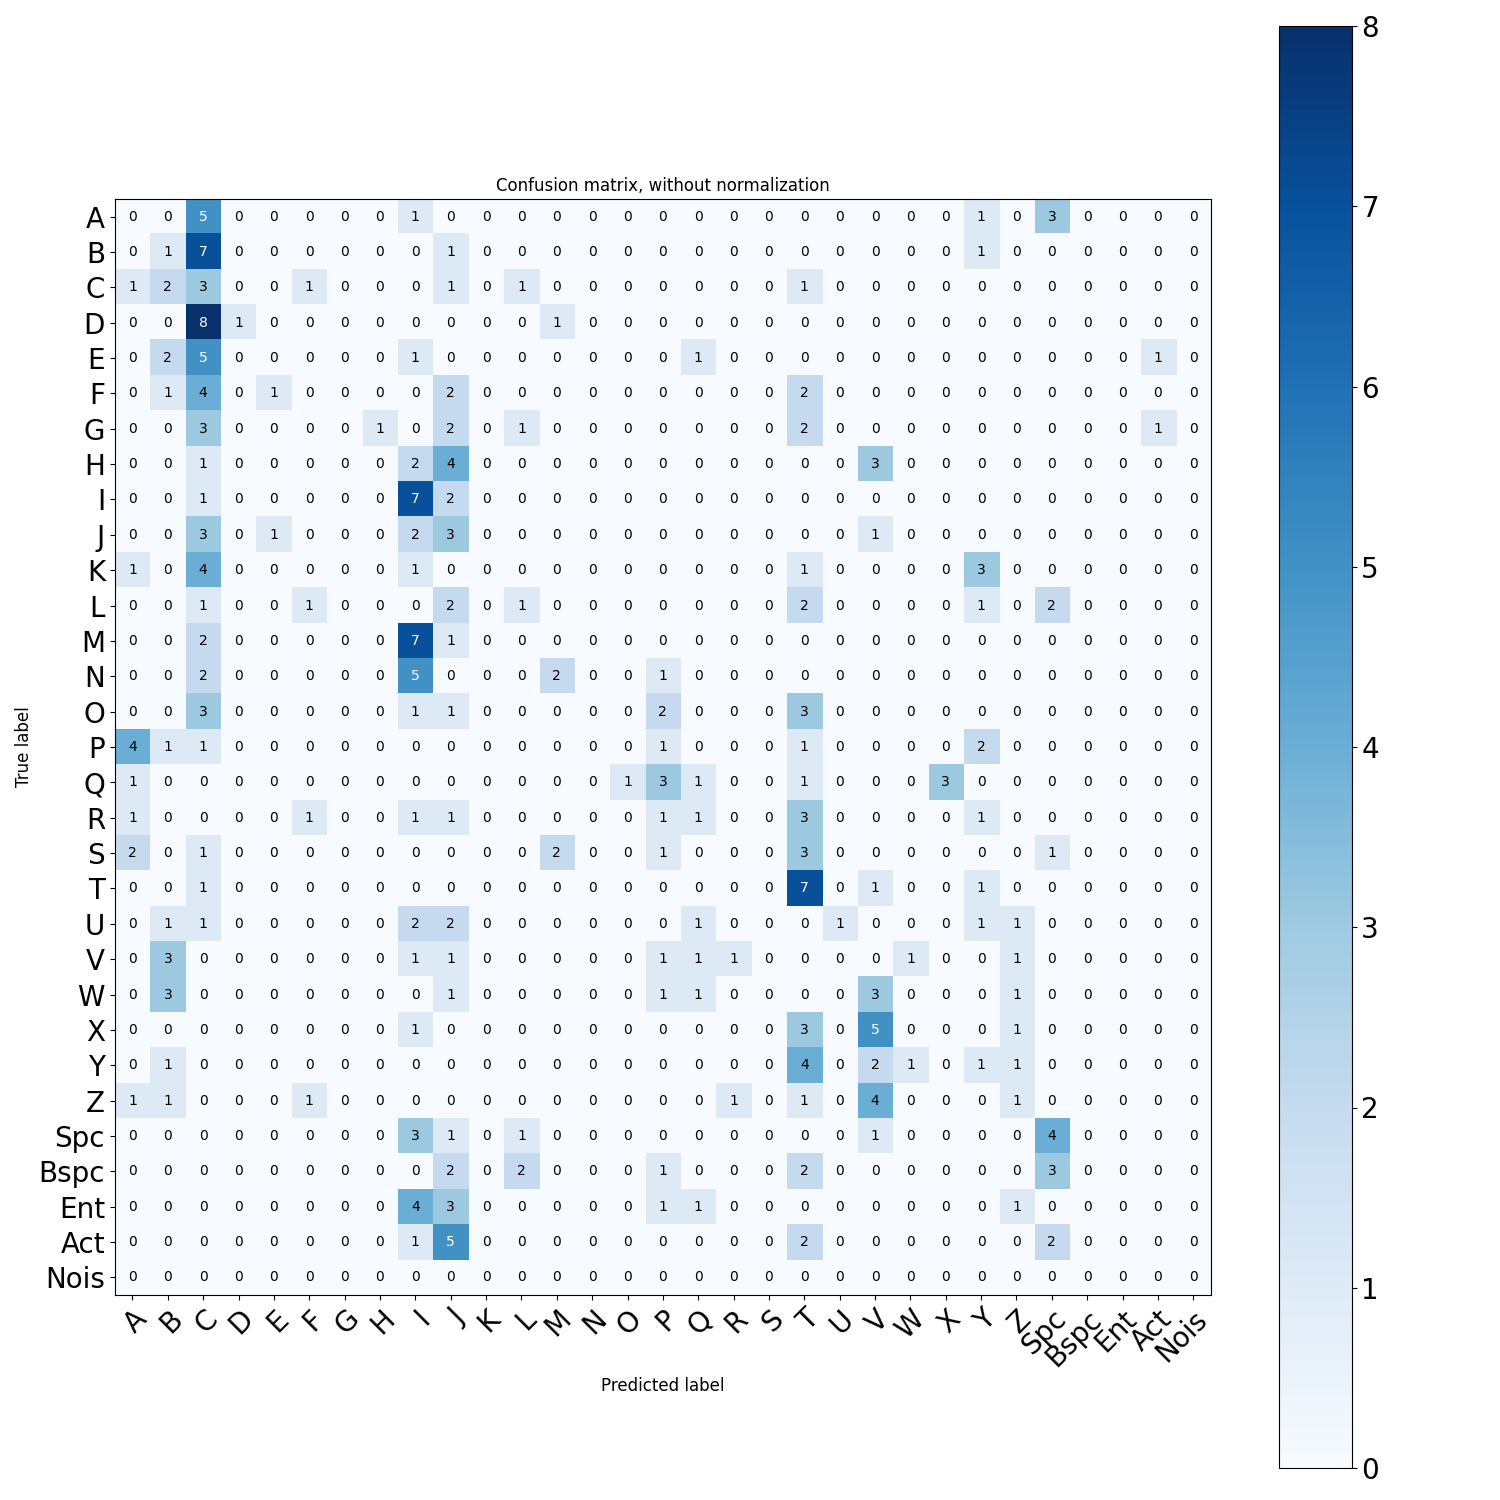 Confusion matrix, without normalization
A 0 0 5 0 0 0 0 0 1 0 0 0 0 0 0 0 0 0 0 0 0 0 0 0 1 0 3 0 0 0 0
B 0 1 7 0 0 0 0 0 0 1 0 0 0 0 0 0 0 0 0 0 0 0 0 0 1 0 0 0 0 0 0
C 1 2 3 0 0 1 0 0 0 1 0 1 0 0 0 0 0 0 0 1 0 0 0 0 0 0 0 0 0 0 0
D 0 0 8 1 0 0 0 0 0 0 0 0 1 0 0 0 0 0 0 0 0 0 0 0 0 0 0 0 0 0 0
E 0 2 5 0 0 0 0 0 1 0 0 0 0 0 0 0 1 0 0 0 0 0 0 0 0 0 0 0 0 1 0
F 0 1 4 0 1 0 0 0 0 2 0 0 0 0 0 0 0 0 0 2 0 0 0 0 0 0 0 0 0 0 0
G 0 0 3 0 0 0 0 1 0 2 0 1 0 0 0 0 0 0 0 2 0 0 0 0 0 0 0 0 0 1 0
H 0 0 1 0 0 0 0 0 2 4 0 0 0 0 0 0 0 0 0 0 0 3 0 0 0 0 0 0 0 0 0
I 0 0 1 0 0 0 0 0 7 2 0 0 0 0 0 0 0 0 0 0 0 0 0 0 0 0 0 0 0 0 0
J 0 0 3 0 1 0 0 0 2 3 0 0 0 0 0 0 0 0 0 0 0 1 0 0 0 0 0 0 0 0 0
K 1 0 4 0 0 0 0 0 1 0 0 0 0 0 0 0 0 0 0 1 0 0 0 0 3 0 0 0 0 0 0
L 0 0 1 0 0 1 0 0 0 2 0 1 0 0 0 0 0 0 0 2 0 0 0 0 1 0 2 0 0 0 0
M 0 0 2 0 0 0 0 0 7 1 0 0 0 0 0 0 0 0 0 0 0 0 0 0 0 0 0 0 0 0 0
N 0 0 2 0 0 0 0 0 5 0 0 0 2 0 0 1 0 0 0 0 0 0 0 0 0 0 0 0 0 0 0
O 0 0 3 0 0 0 0 0 1 1 0 0 0 0 0 2 0 0 0 3 0 0 0 0 0 0 0 0 0 0 0
P 4 1 1 0 0 0 0 0 0 0 0 0 0 0 0 1 0 0 0 1 0 0 0 0 2 0 0 0 0 0 0
Q 1 0 0 0 0 0 0 0 0 0 0 0 0 0 1 3 1 0 0 1 0 0 0 3 0 0 0 0 0 0 0
R 1 0 0 0 0 1 0 0 1 1 0 0 0 0 0 1 1 0 0 3 0 0 0 0 1 0 0 0 0 0 0
S 2 0 1 0 0 0 0 0 0 0 0 0 2 0 0 1 0 0 0 3 0 0 0 0 0 0 1 0 0 0 0
T 0 0 1 0 0 0 0 0 0 0 0 0 0 0 0 0 0 0 0 7 0 1 0 0 1 0 0 0 0 0 0
U 0 1 1 0 0 0 0 0 2 2 0 0 0 0 0 0 1 0 0 0 1 0 0 0 1 1 0 0 0 0 0
V 0 3 0 0 0 0 0 0 1 1 0 0 0 0 0 1 1 1 0 0 0 0 1 0 0 1 0 0 0 0 0
W 0 3 0 0 0 0 0 0 0 1 0 0 0 0 0 1 1 0 0 0 0 3 0 0 0 1 0 0 0 0 0
X 0 0 0 0 0 0 0 0 1 0 0 0 0 0 0 0 0 0 0 3 0 5 0 0 0 1 0 0 0 0 0
Y 0 1 0 0 0 0 0 0 0 0 0 0 0 0 0 0 0 0 0 4 0 2 1 0 1 1 0 0 0 0 0
Z 1 1 0 0 0 1 0 0 0 0 0 0 0 0 0 0 0 1 0 1 0 4 0 0 0 1 0 0 0 0 0
Spc 0 0 0 0 0 0 0 0 3 1 0 1 0 0 0 0 0 0 0 0 0 1 0 0 0 0 4 0 0 0 0
Bspc 0 0 0 0 0 0 0 0 0 2 0 2 0 0 0 1 0 0 0 2 0 0 0 0 0 0 3 0 0 0 0
Ent 0 0 0 0 0 0 0 0 4 3 0 0 0 0 0 1 1 0 0 0 0 0 0 0 0 1 0 0 0 0 0
Act 0 0 0 0 0 0 0 0 1 5 0 0 0 0 0 0 0 0 0 2 0 0 0 0 0 0 2 0 0 0 0
Nois 0 0 0 0 0 0 0 0 0 0 0 0 0 0 0 0 0 0 0 0 0 0 0 0 0 0 0 0 0 0 0
A B C D E F G H I J K L M N O P Q R S T U V W X Y Z Spc Bspc Ent Act Nois
True label
Predicted label
8
7
6
5
4
3
2
1
0